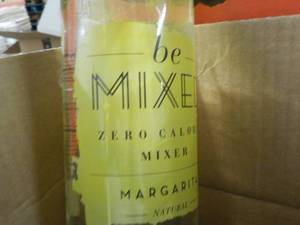 be
MIXE
ZERO CALO
MIXER
MARGARIT
NATURAL